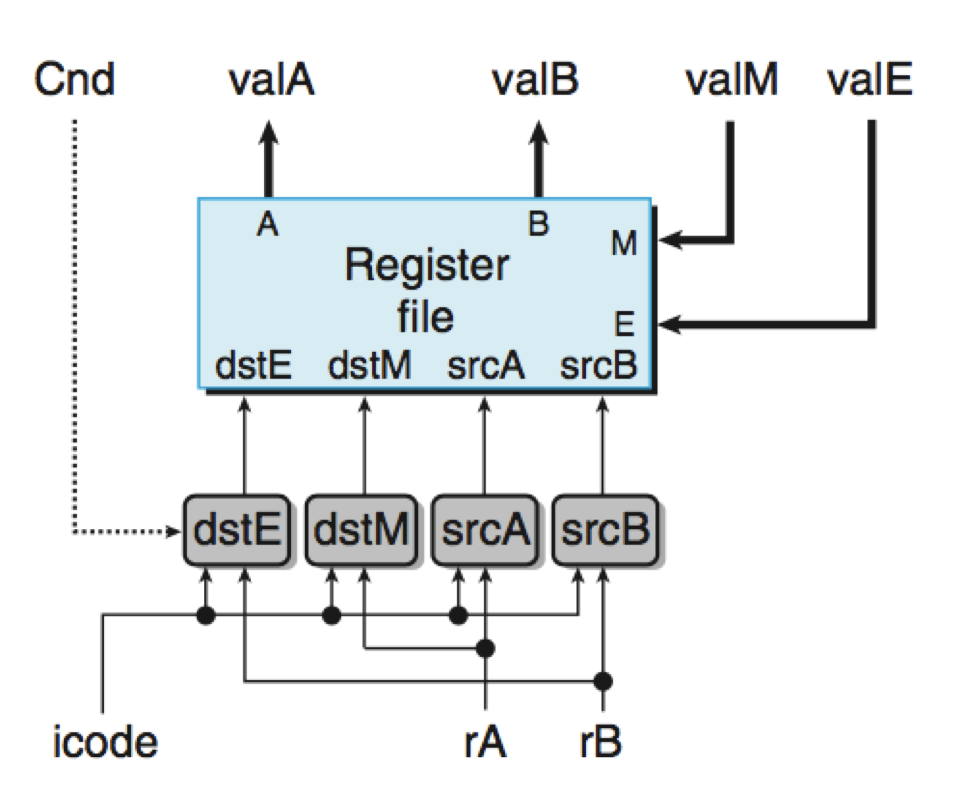 Cnd valA valB valM valE
A B
M
Register
file
E
dstE dstM srcA srcB
dstE dstM srcA srcB
icode rA rB